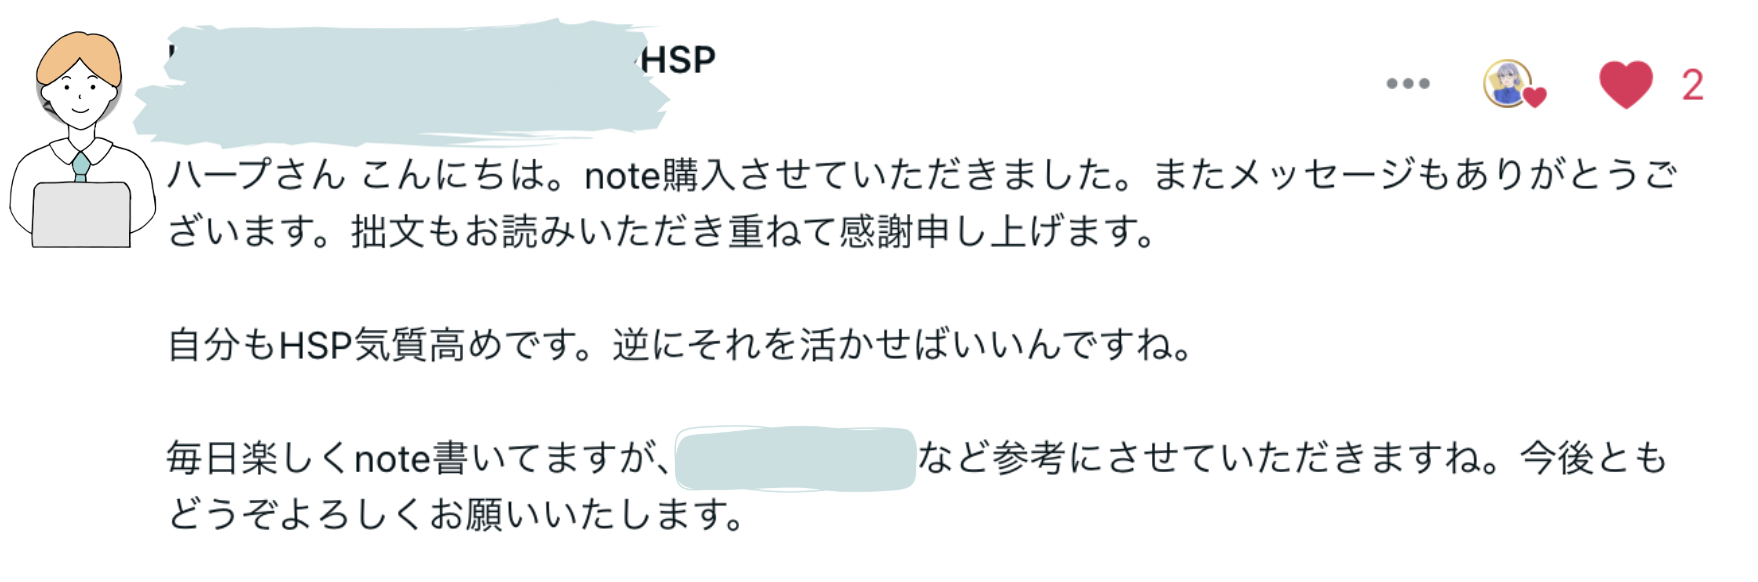 HSP
2
ハープさん こんにちは。note購入させていただきました。またメッセージもありがとうご
ざいます。拙文もお読みいただき重ねて感謝申し上げます。
自分もHSP気質高めです。逆にそれを活かせばいいんですね。
毎日楽しくnote書いてますが、など参考にさせていただきますね。今後とも
どうぞよろしくお願いいたします。